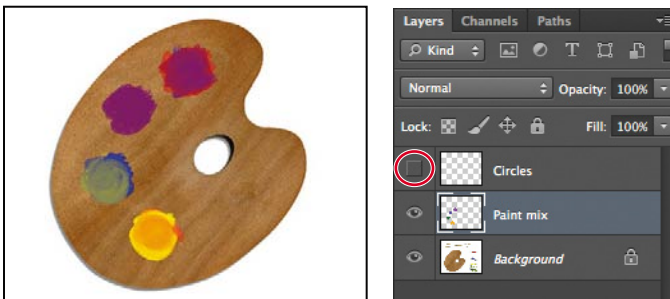 Layers Channels Paths
Kind T
Normal Opacity: 100%
Lock: Fill: 100%
Circles
Paint mix
Background